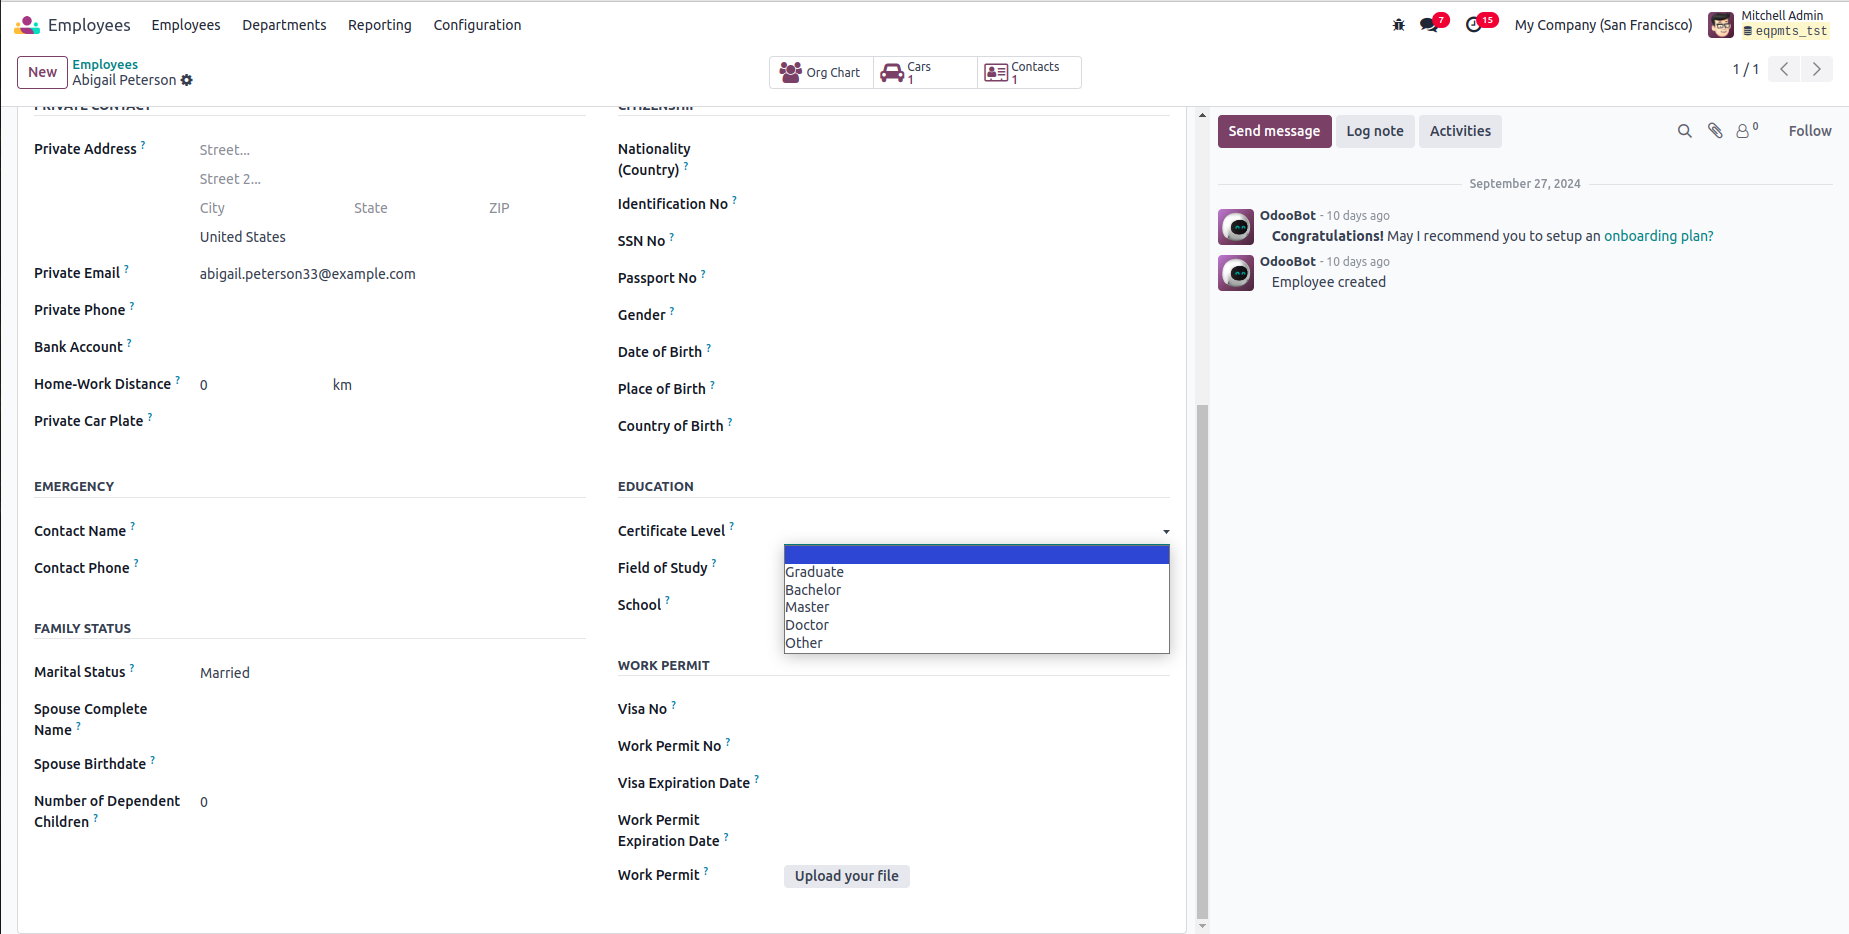 Employees
Employees
Departments
Reporting
Configuration
7
15
My Company (San Francisco)
Mitchell Admin
eqpmts_tst
New
Employees
Abigail Peterson
Org Chart
Cars
1
Contacts
1
1 / 1
PRIVATE CONTACT
Private Address ?
Street...
Street 2...
City State ZIP
United States
Private Email ? abigail.peterson33@example.com
Private Phone ?
Bank Account ?
Home-Work Distance ? 0 km
Private Car Plate ?
CITIZENSHIP
Nationality
(Country) ?
Identification No ?
SSN No ?
Passport No ?
Gender ?
Date of Birth ?
Place of Birth ?
Country of Birth ?
EMERGENCY
Contact Name ?
Contact Phone ?
EDUCATION
Certificate Level ?
Field of Study ?
School ?
Graduate
Bachelor
Master
Doctor
Other
FAMILY STATUS
Marital Status ? Married
Spouse Complete
Name ?
Spouse Birthdate ?
Number of Dependent
Children ? 0
WORK PERMIT
Visa No ?
Work Permit No ?
Visa Expiration Date ?
Work Permit
Expiration Date ?
Work Permit ? Upload your file
Send message
Log note
Activities
0
Follow
September 27, 2024
OdooBot - 10 days ago
Congratulations! May I recommend you to setup an onboarding plan?
OdooBot - 10 days ago
Employee created